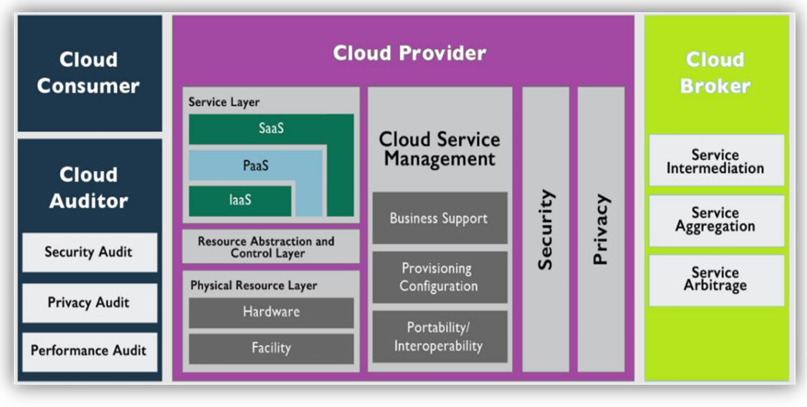 Cloud
Consumer
Cloud
Auditor
Security Audit
Privacy Audit
Performance Audit
Cloud Provider
Service Layer
SaaS
PaaS
IaaS
Resource Abstraction and
Control Layer
Physical Resource Layer
Hardware
Facility
Cloud Service
Management
Business Support
Provisioning
Configuration
Portability/
Interoperability
Security
Privacy
Cloud
Broker
Service
Intermediation
Service
Aggregation
Service
Arbitrage